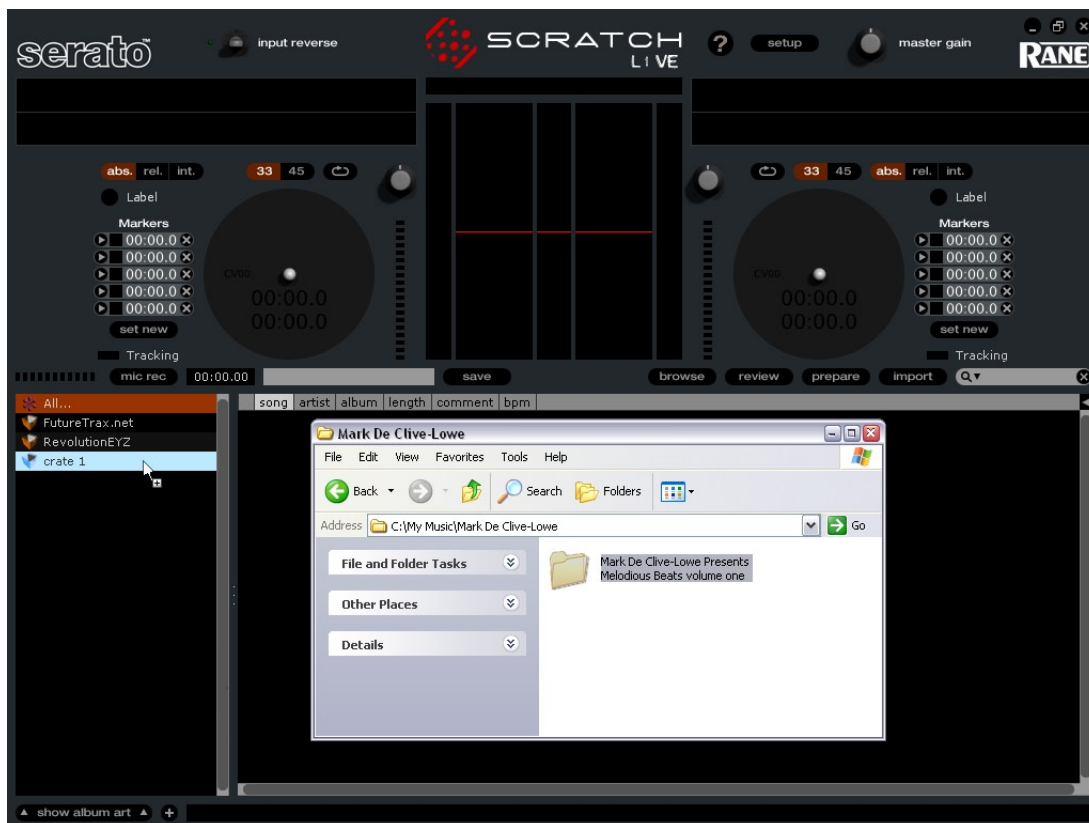 serato™
input reverse
SCRATCH
L1VE
?
setup
master gain
RANE
abs. rel. int.
33 45
33 45
abs. rel. int.
Label
Label
Markers
Markers
00:00.0
00:00.0
00:00.0
00:00.0
00:00.0
00:00.0
00:00.0
00:00.0
00:00.0
00:00.0
CV00
00:00.0
00:00.0
CV00
00:00.0
00:00.0
set new
set new
Tracking
Tracking
mic rec 00:00.00 save browse review prepare import
All...
FutureTrax.net
RevolutionEYZ
crate 1
song artist album length comment bpm
Mark De Clive-Lowe
File Edit View Favorites Tools Help
Back Search Folders
Address C:\My Music\Mark De Clive-Lowe Go
File and Folder Tasks
Other Places
Details
Mark De Clive-Lowe Presents
Melodious Beats volume one
show album art